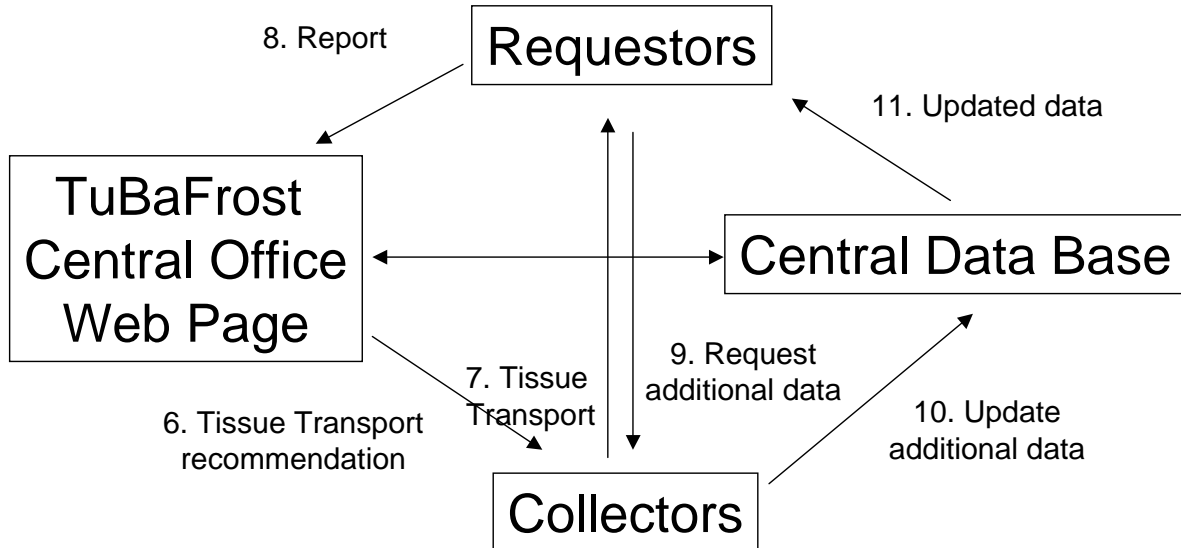 8. Report
Requestors
11. Updated data
TuBaFrost
Central Office
Web Page
Central Data Base
7. Tissue
Transport
9. Request
additional data
6. Tissue Transport
recommendation
10. Update
additional data
Collectors